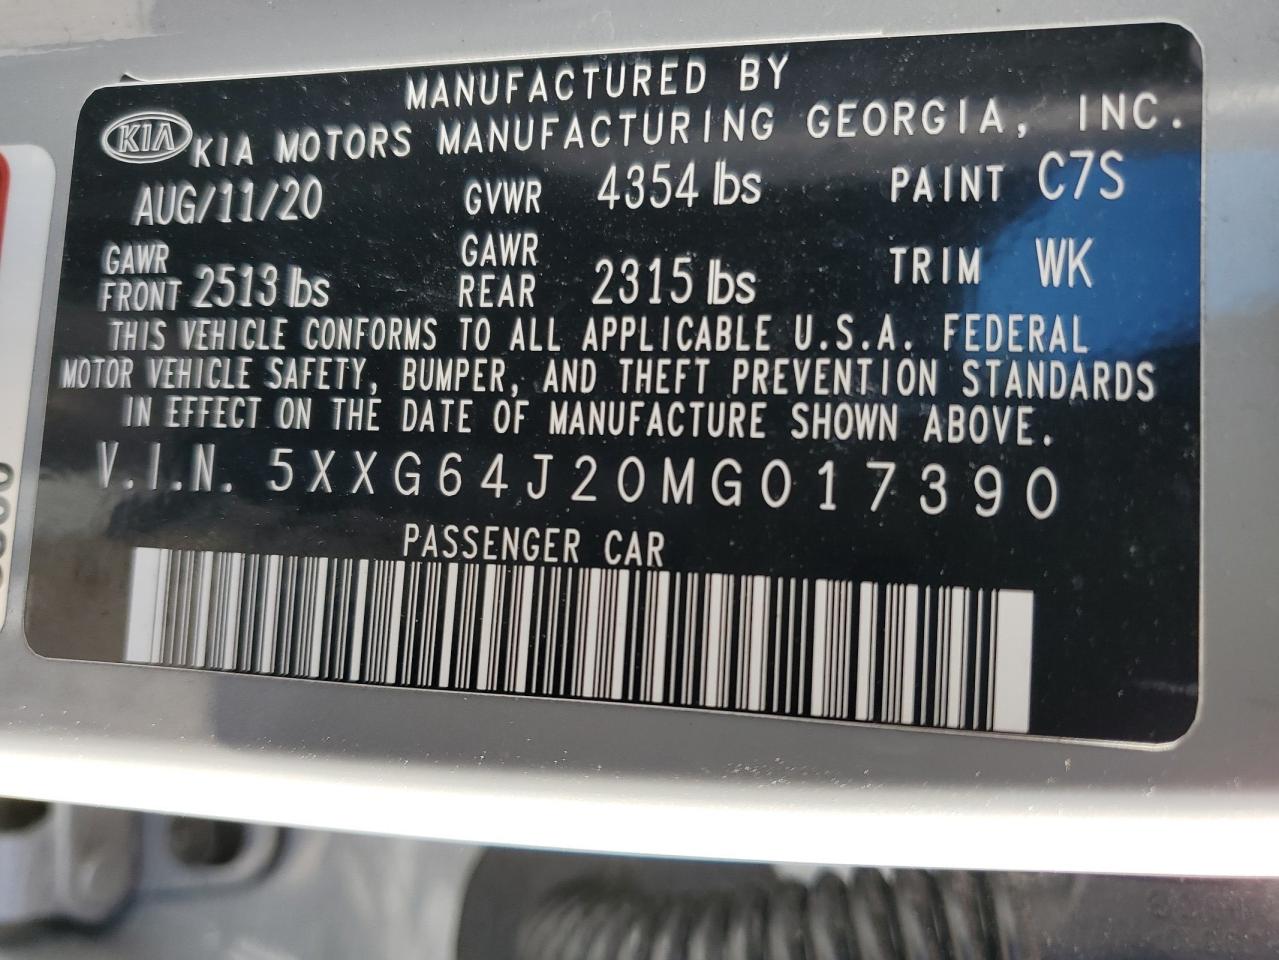 MANUFACTURED BY
KIA KIA MOTORS MANUFACTURING GEORGIA, INC.
AUG/11/20 GVWR 4354 lbs PAINT C7S
GAWR FRONT 2513 lbs GAWR REAR 2315 lbs TRIM WK
THIS VEHICLE CONFORMS TO ALL APPLICABLE U.S.A. FEDERAL
MOTOR VEHICLE SAFETY, BUMPER, AND THEFT PREVENTION STANDARDS
IN EFFECT ON THE DATE OF MANUFACTURE SHOWN ABOVE.
V.I.N. 5XXG64J20MG017390
PASSENGER CAR